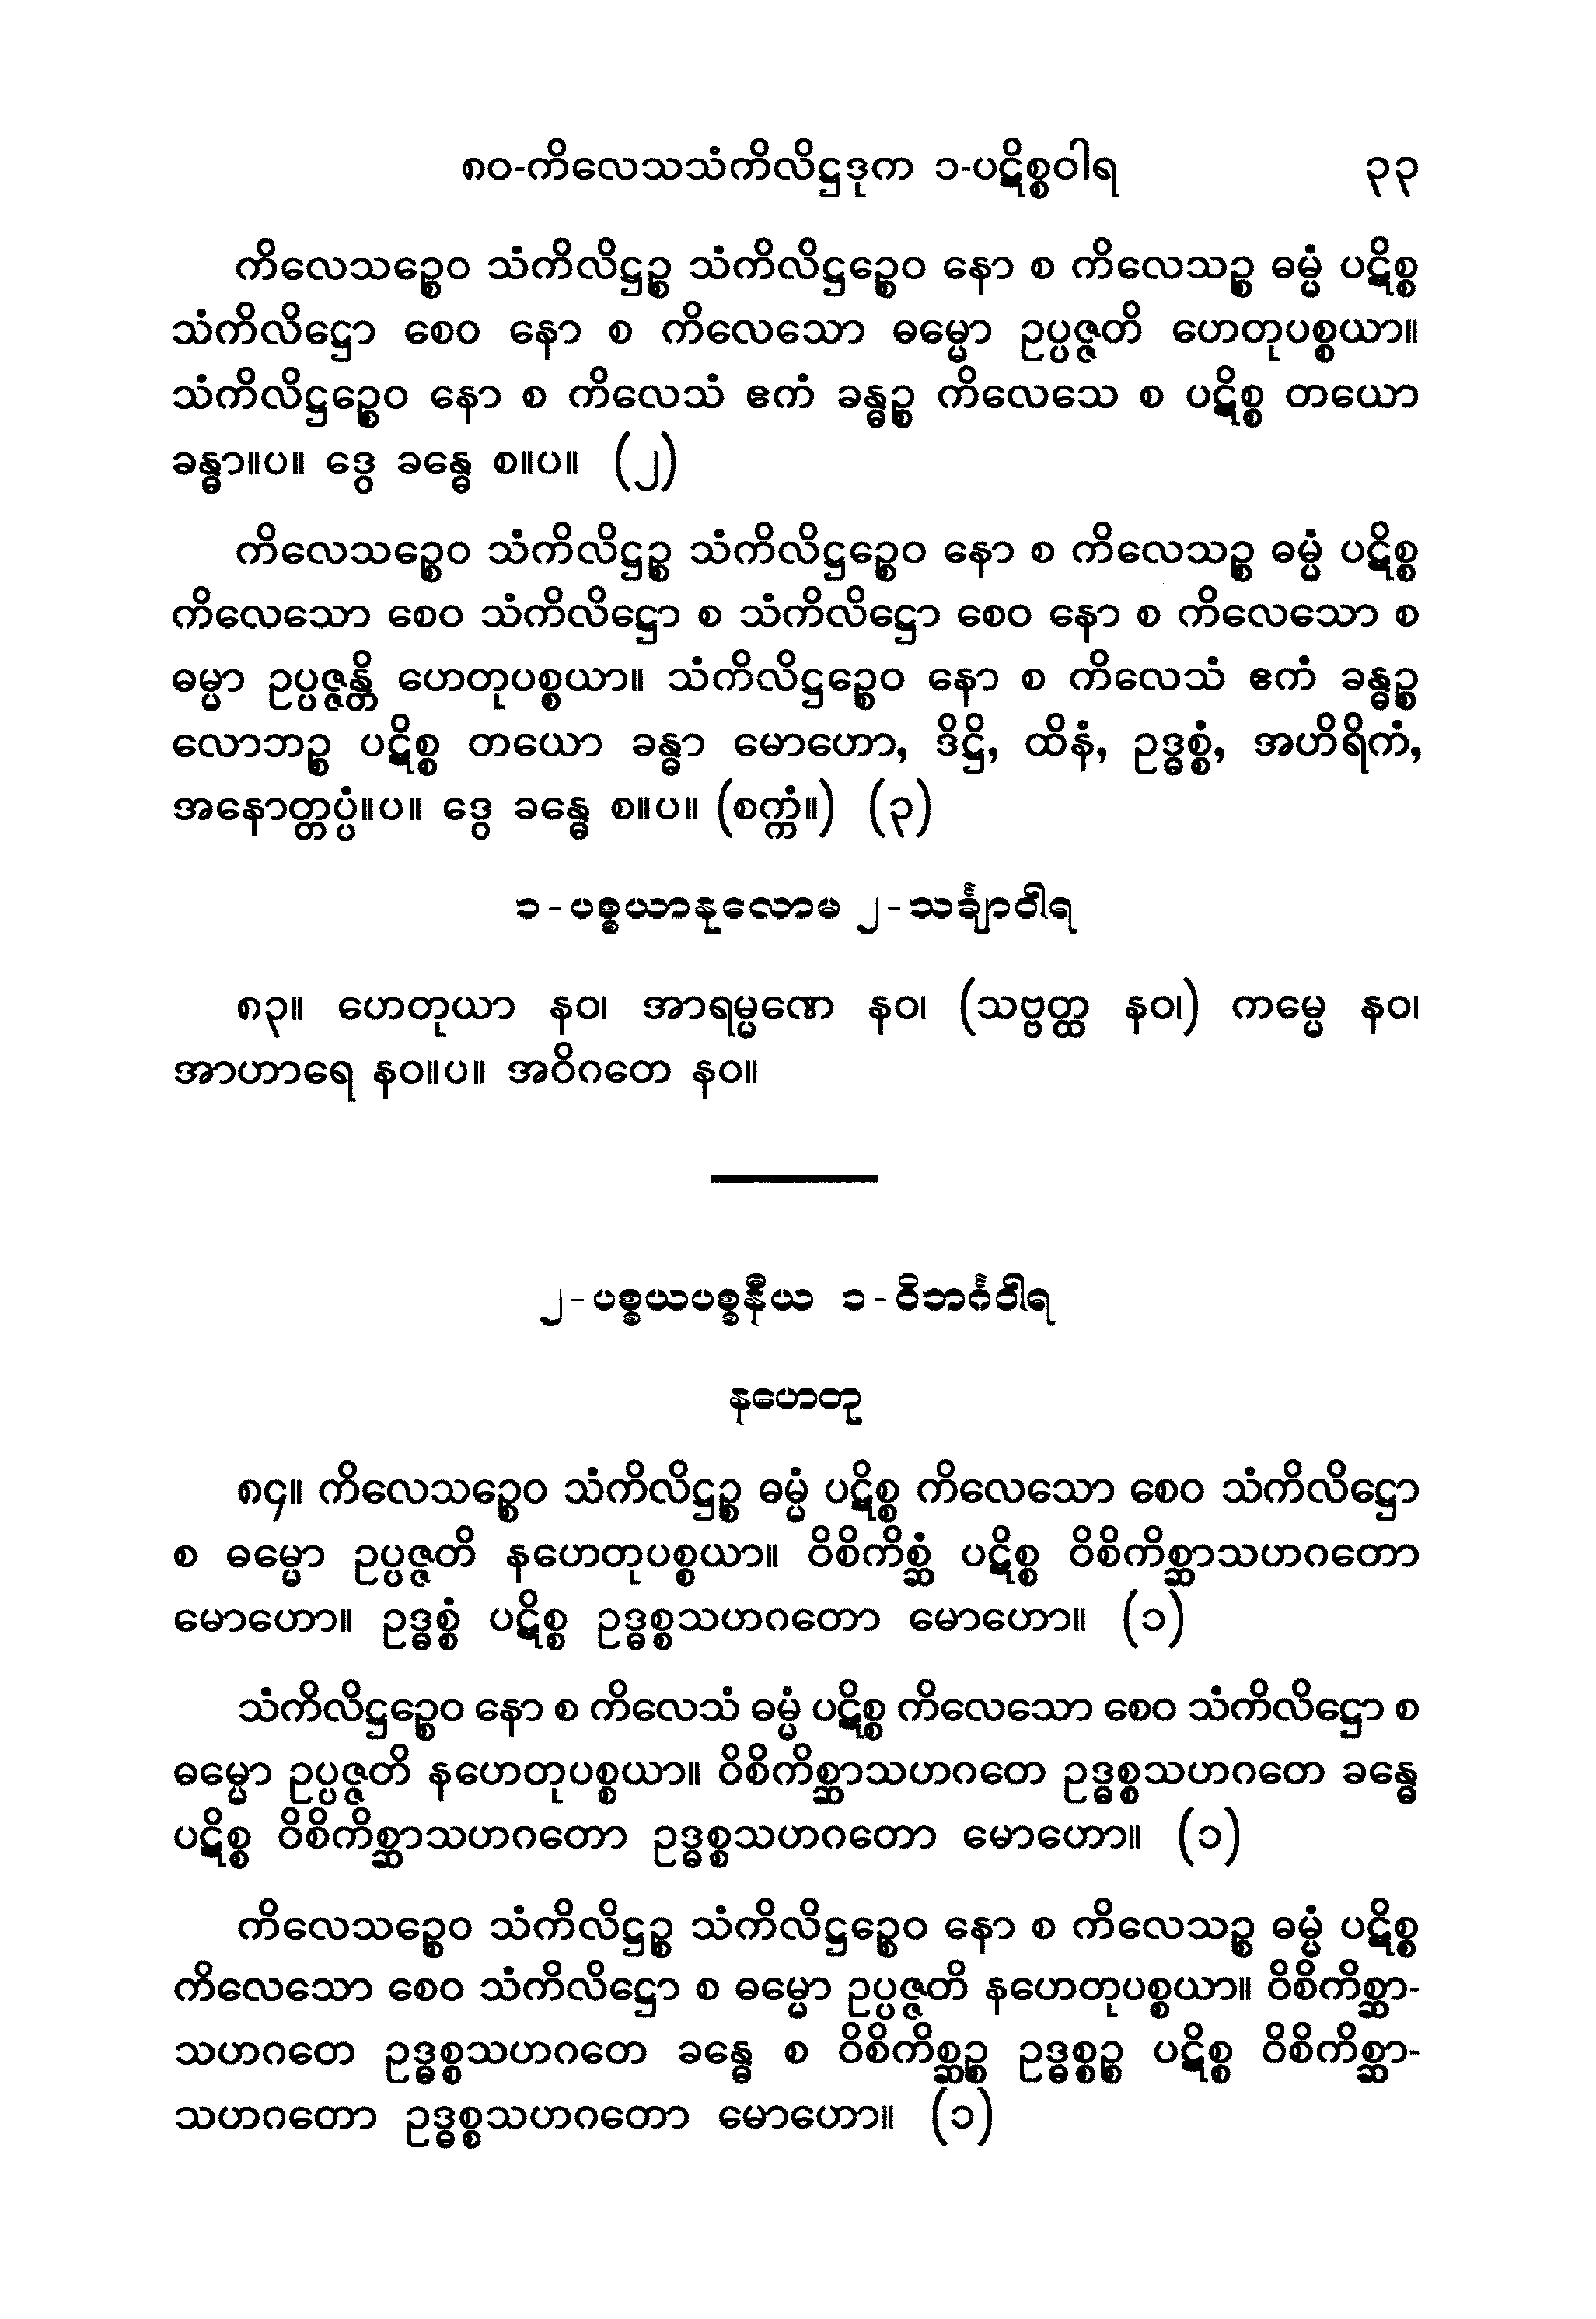 ၈၀-ကိလေသသံကိလိဋ္ဌဒုက ၁-ပဋိစ္စဝါရ ၃၃
ကိလေသဉ္စေဝ သံကိလိဋ္ဌဉ္စ သံကိလိဋ္ဌဉ္စေဝ နော စ ကိလေသဉ္စ ဓမ္မံ ပဋိစ္စ
သံကိလိဋ္ဌော စေဝ နော စ ကိလေသော ဓမ္မော ဥပ္ပဇ္ဇတိ ဟေတုပစ္စယာ။
သံကိလိဋ္ဌဉ္စေဝ နော စ ကိလေသံ ဧကံ ခန္ဓဉ္စ ကိလေသေ စ ပဋိစ္စ တယော
ခန္ဓာ။ပ။ ဒွေ ခန္ဓေ စ။ပ။ (၂)
ကိလေသဉ္စေဝ သံကိလိဋ္ဌဉ္စ သံကိလိဋ္ဌဉ္စေဝ နော စ ကိလေသဉ္စ ဓမ္မံ ပဋိစ္စ
ကိလေသော စေဝ သံကိလိဋ္ဌော စ သံကိလိဋ္ဌော စေဝ နော စ ကိလေသော စ
ဓမ္မာ ဥပ္ပဇ္ဇန္တိ ဟေတုပစ္စယာ။ သံကိလိဋ္ဌဉ္စေဝ နော စ ကိလေသံ ဧကံ ခန္ဓဉ္စ
လောဘဉ္စ ပဋိစ္စ တယော ခန္ဓာ မောဟော, ဒိဋ္ဌိ, ထိနံ, ဥဒ္ဓစ္စံ, အဟိရိကံ,
အနောတ္တပ္ပံ။ပ။ ဒွေ ခန္ဓေ စ။ပ။ (စက္ကံ။) (၃)
၁-ပစ္စယာနုလောမ ၂-သင်္ချာဝါရ
၈၃။ ဟေတုယာ နဝ၊ အာရမ္မဏေ နဝ၊ (သဗ္ဗတ္ထ နဝ၊) ကမ္မေ နဝ၊
အာဟာရေ နဝ။ပ။ အဝိဂတေ နဝ။
၂-ပစ္စယပစ္စနီယ ၁-ဝိဘင်္ဂဝါရ
နဟေတု
၈၄။ ကိလေသဉ္စေဝ သံကိလိဋ္ဌဉ္စ ဓမ္မံ ပဋိစ္စ ကိလေသော စေဝ သံကိလိဋ္ဌော
စ ဓမ္မော ဥပ္ပဇ္ဇတိ နဟေတုပစ္စယာ။ ဝိစိကိစ္ဆံ ပဋိစ္စ ဝိစိကိစ္ဆာသဟဂတော
မောဟော။ ဥဒ္ဓစ္စံ ပဋိစ္စ ဥဒ္ဓစ္စသဟဂတော မောဟော။ (၁)
သံကိလိဋ္ဌဉ္စေဝ နော စ ကိလေသံ ဓမ္မံ ပဋိစ္စ ကိလေသော စေဝ သံကိလိဋ္ဌော စ
ဓမ္မော ဥပ္ပဇ္ဇတိ နဟေတုပစ္စယာ။ ဝိစိကိစ္ဆာသဟဂတေ ဥဒ္ဓစ္စသဟဂတေ ခန္ဓေ
ပဋိစ္စ ဝိစိကိစ္ဆာသဟဂတော ဥဒ္ဓစ္စသဟဂတော မောဟော။ (၁)
ကိလေသဉ္စေဝ သံကိလိဋ္ဌဉ္စ သံကိလိဋ္ဌဉ္စေဝ နော စ ကိလေသဉ္စ ဓမ္မံ ပဋိစ္စ
ကိလေသော စေဝ သံကိလိဋ္ဌော စ ဓမ္မော ဥပ္ပဇ္ဇတိ နဟေတုပစ္စယာ။ ဝိစိကိစ္ဆာ-
သဟဂတေ ဥဒ္ဓစ္စသဟဂတေ ခန္ဓေ စ ဝိစိကိစ္ဆဉ္စ ဥဒ္ဓစ္စဉ္စ ပဋိစ္စ ဝိစိကိစ္ဆာ-
သဟဂတော ဥဒ္ဓစ္စသဟဂတော မောဟော။ (၁)